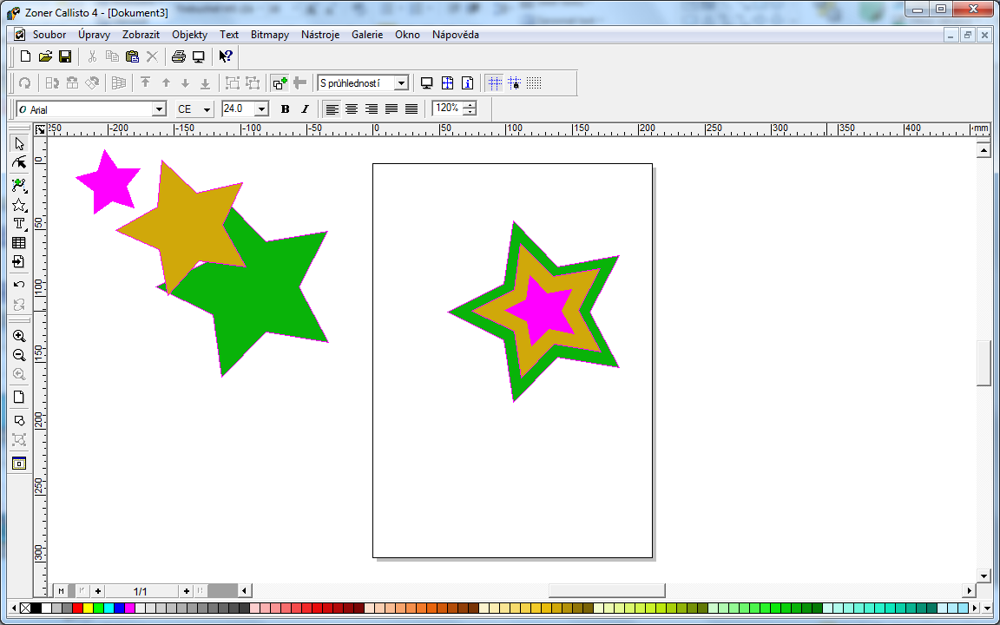 Zoner Callisto 4 - [Dokument3]
Soubor Úpravy Zobrazit Objekty Text Bitmapy Nástroje Galerie Okno Nápověda
S průhledností
O Arial CE 24.0 B I 120%
250 -200 -150 -100 -50 0 50 100 150 200 250 300 350 400 mm
0
50
100
150
200
250
300
M 1/1